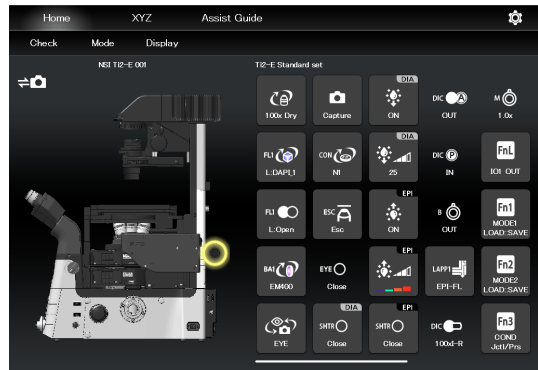 Home XYZ Assist Guide
Check Mode Display
NSI Ti2-E 001
Ti2-E Standard set
100x Dry
Capture
DIA
ON
DIC A
OUT
M
1.0x
FL1
L:DAPI_1
CON
N1
DIA
25
DIC P
IN
FnL
IO1 OUT
FL1
L:Open
ESC
Esc
EPI
ON
B
OUT
Fn1
MODE1
LOAD:SAVE
BA1
EM400
EYE
Close
EPI
LAPP1
EPI-FL
Fn2
MODE2
LOAD:SAVE
EYE
DIA
SHTR
Close
EPI
SHTR
Close
DIC
100xI-R
Fn3
COND
Jctl/Prs